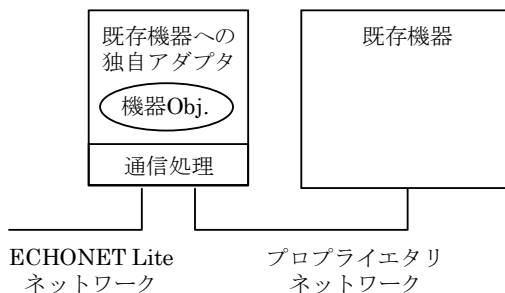 既存機器への
独自アダプタ
機器Obj.
通信処理
既存機器
ECHONET Lite
ネットワーク
プロプライエタリ
ネットワーク